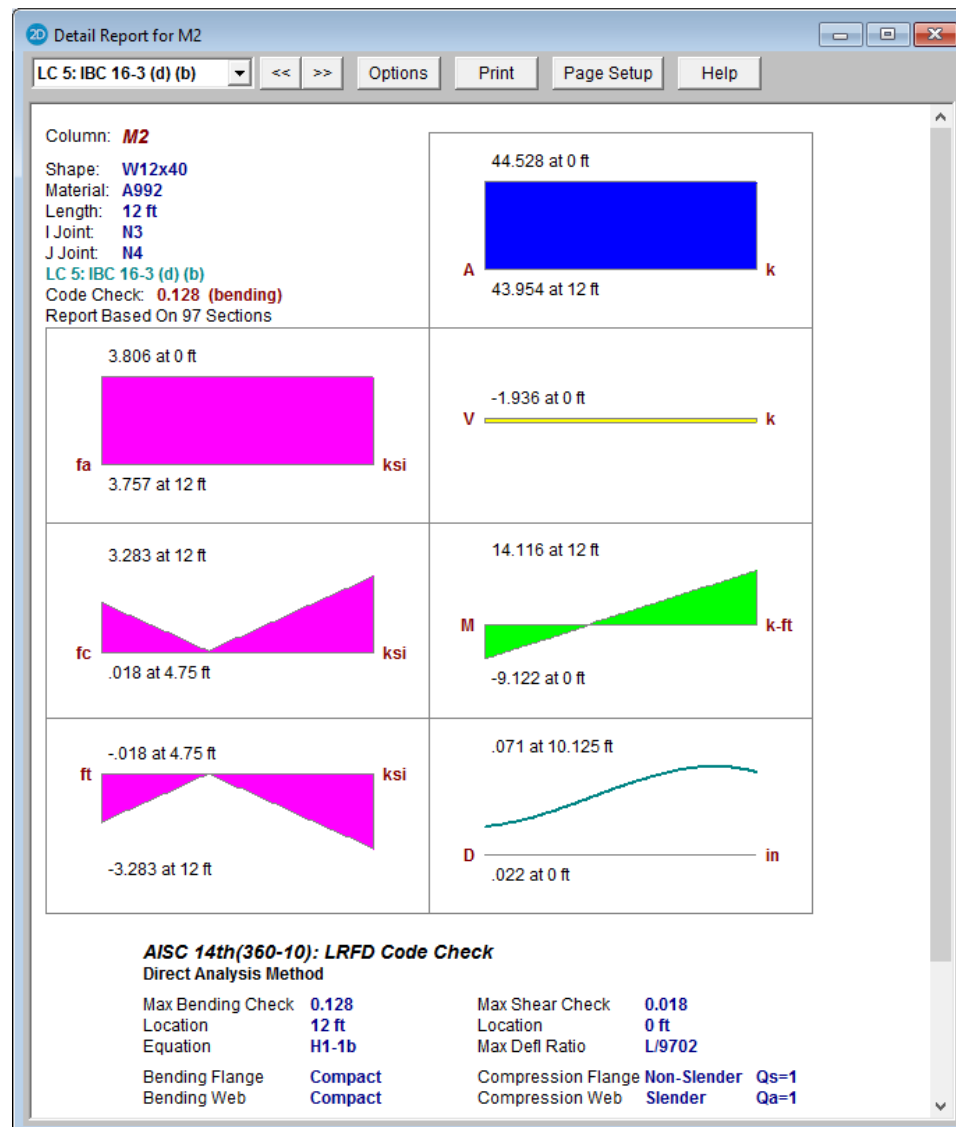 2D Detail Report for M2
LC 5: IBC 16-3 (d) (b) << >> Options Print Page Setup Help
Column: M2
Shape: W12x40
Material: A992
Length: 12 ft
I Joint: N3
J Joint: N4
LC 5: IBC 16-3 (d) (b)
Code Check: 0.128 (bending)
Report Based On 97 Sections
44.528 at 0 ft
A k
43.954 at 12 ft
3.806 at 0 ft
fa ksi
3.757 at 12 ft
-1.936 at 0 ft
V k
3.283 at 12 ft
fc ksi
.018 at 4.75 ft
14.116 at 12 ft
M k-ft
-9.122 at 0 ft
-.018 at 4.75 ft
ft ksi
-3.283 at 12 ft
.071 at 10.125 ft
D in
.022 at 0 ft
AISC 14th(360-10): LRFD Code Check
Direct Analysis Method
Max Bending Check 0.128 Max Shear Check 0.018
Location 12 ft Location 0 ft
Equation H1-1b Max Defl Ratio L/9702
Bending Flange Compact Compression Flange Non-Slender Qs=1
Bending Web Compact Compression Web Slender Qa=1